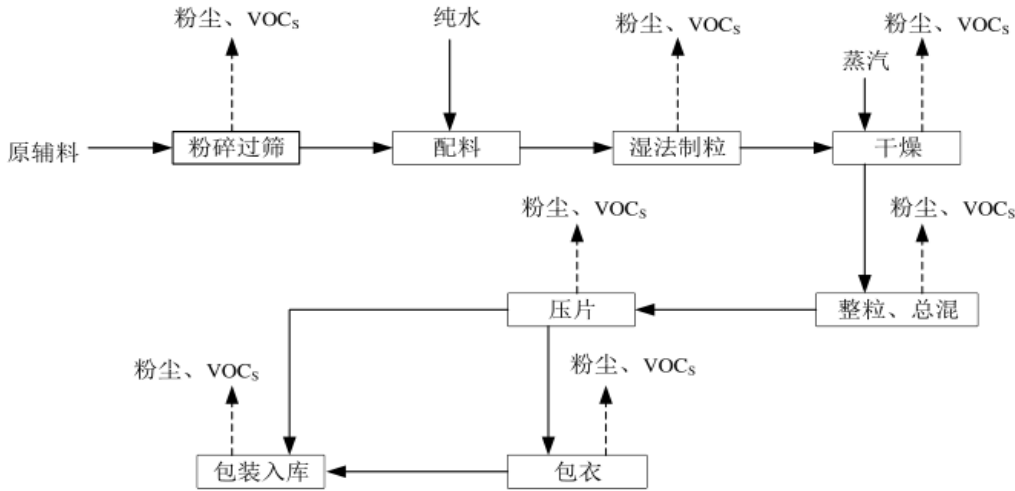 粉尘、VOCs
纯水
粉尘、VOCs
粉尘、VOCs
蒸汽
原辅料
粉碎过筛
配料
湿法制粒
干燥
粉尘、VOCs
粉尘、VOCs
压片
整粒、总混
粉尘、VOCs
粉尘、VOCs
包装入库
包衣